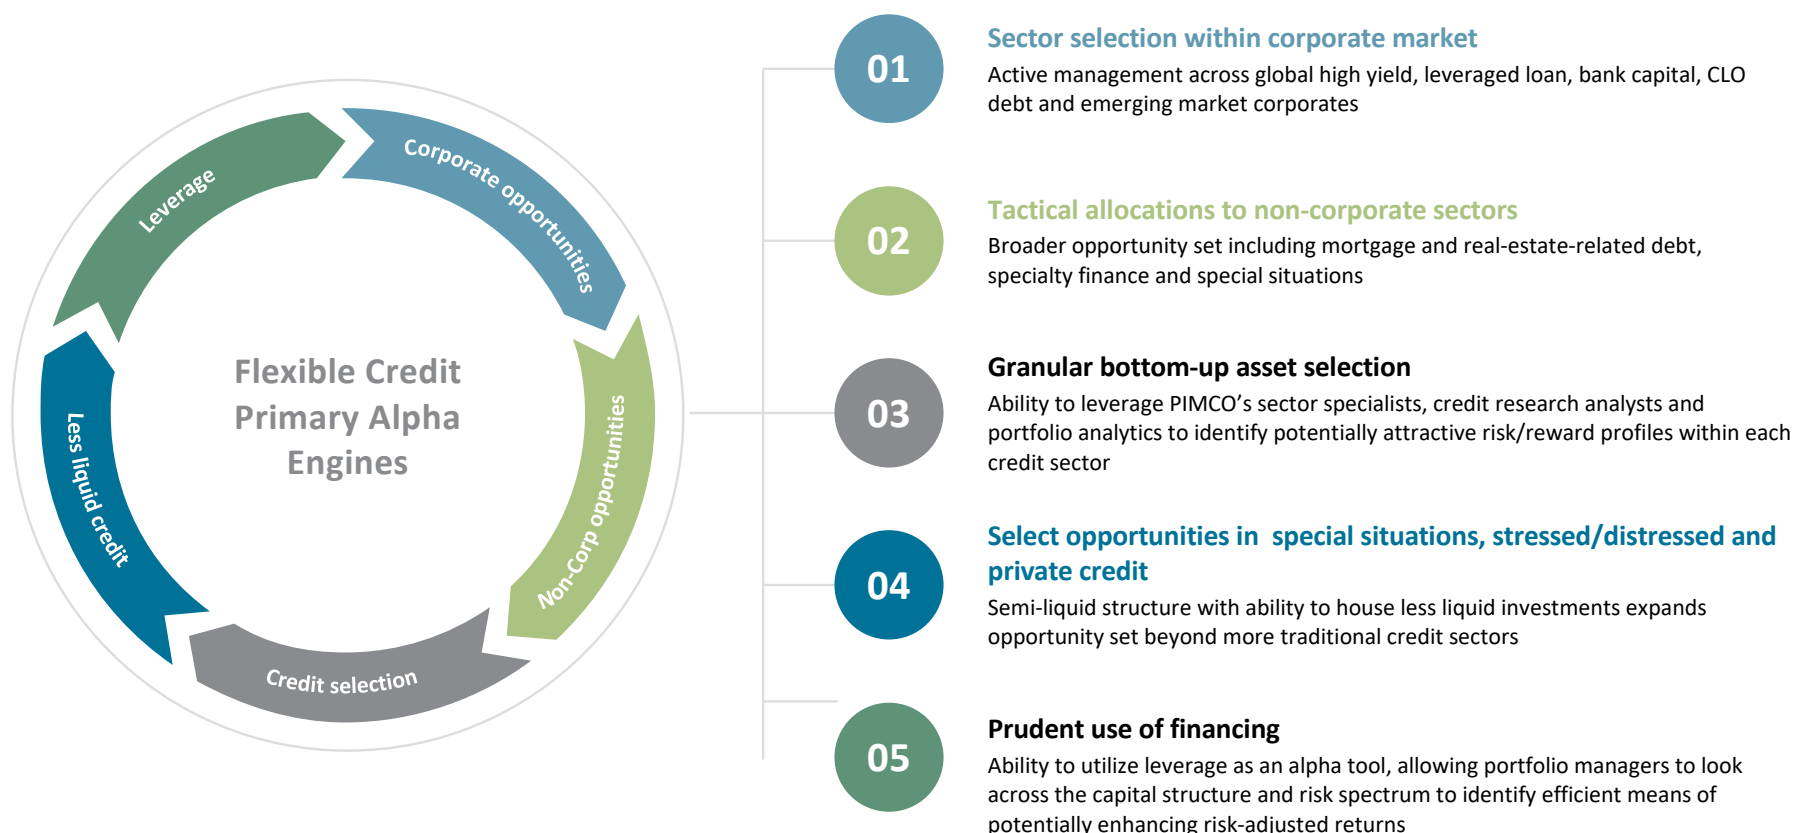 Leverage
Corporate opportunities
Non-Corp opportunities
Credit selection
Less liquid credit
Flexible Credit
Primary Alpha
Engines
01
Sector selection within corporate market
Active management across global high yield, leveraged loan, bank capital, CLO
debt and emerging market corporates
02
Tactical allocations to non-corporate sectors
Broader opportunity set including mortgage and real-estate-related debt,
specialty finance and special situations
03
Granular bottom-up asset selection
Ability to leverage PIMCO’s sector specialists, credit research analysts and
portfolio analytics to identify potentially attractive risk/reward profiles within each
credit sector
04
Select opportunities in  special situations, stressed/distressed and
private credit
Semi-liquid structure with ability to house less liquid investments expands
opportunity set beyond more traditional credit sectors
05
Prudent use of financing
Ability to utilize leverage as an alpha tool, allowing portfolio managers to look
across the capital structure and risk spectrum to identify efficient means of
potentially enhancing risk-adjusted returns